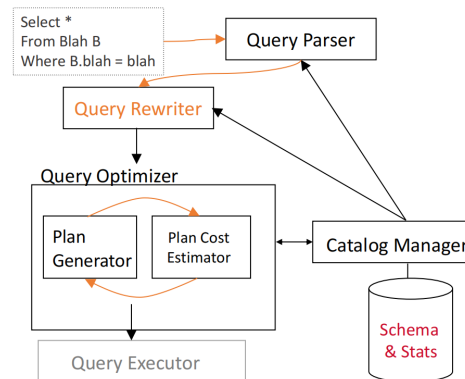 Select *
From Blah B
Where B.blah = blah
Query Parser
Query Rewriter
Query Optimizer
Plan
Generator
Plan Cost
Estimator
Catalog Manager
Schema
& Stats
Query Executor